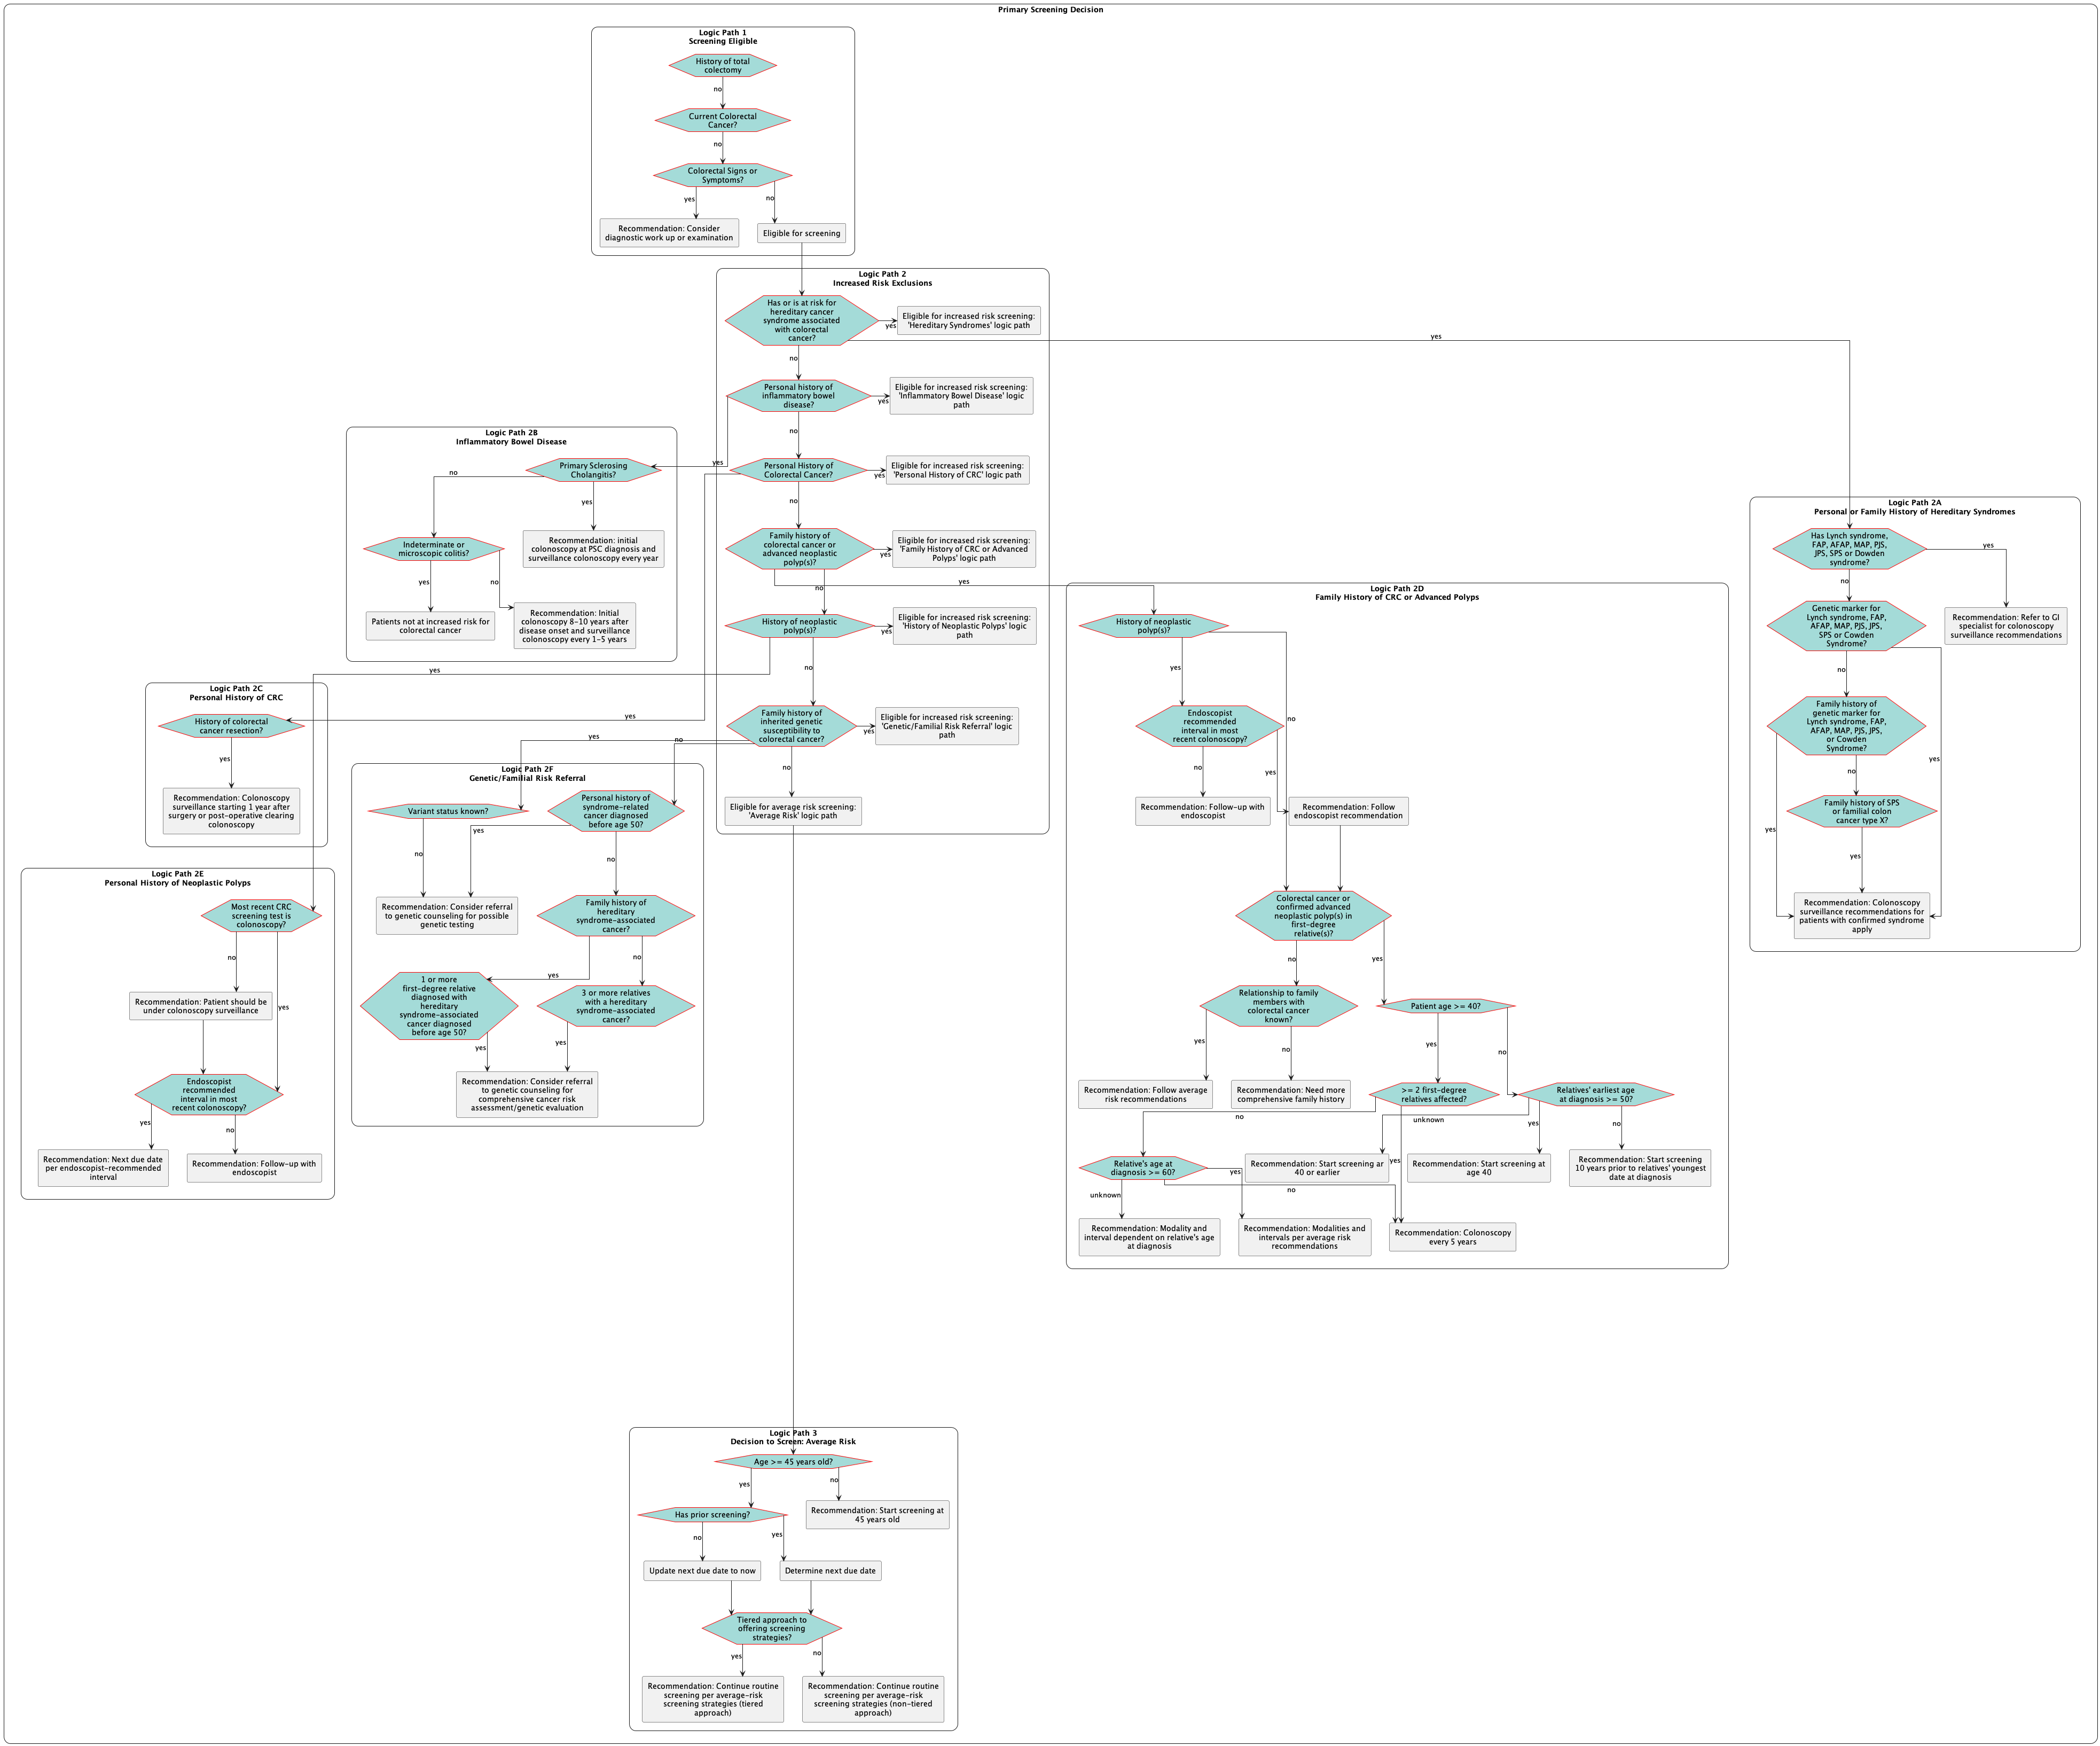 Primary Screening Decision
Logic Path 1
Screening Eligible
History of total
colectomy
no
Current Colorectal
Cancer?
no
Colorectal Signs or
Symptoms?
yes
no
Recommendation: Consider
diagnostic work up or examination
Eligible for screening
Logic Path 2
Increased Risk Exclusions
Has or is at risk for
hereditary cancer
syndrome associated
with colorectal
cancer?
yes
Eligible for increased risk screening:
'Hereditary Syndromes' logic path
yes
no
Personal history of
inflammatory bowel
disease?
yes
Eligible for increased risk screening:
'Inflammatory Bowel Disease' logic
path
no
yes
Personal History of
Colorectal Cancer?
yes
Eligible for increased risk screening:
'Personal History of CRC' logic path
no
Family history of
colorectal cancer or
advanced neoplastic
polyp(s)?
yes
Eligible for increased risk screening:
'Family History of CRC or Advanced
Polyps' logic path
yes
no
History of neoplastic
polyp(s)?
yes
Eligible for increased risk screening:
'History of Neoplastic Polyps' logic
path
yes
no
yes
Family history of
inherited genetic
susceptibility to
colorectal cancer?
yes
Eligible for increased risk screening:
'Genetic/Familial Risk Referral' logic
path
yes
no
no
Eligible for average risk screening:
'Average Risk' logic path
Logic Path 2B
Inflammatory Bowel Disease
Primary Sclerosing
Cholangitis?
no
yes
Indeterminate or
microscopic colitis?
Recommendation: initial
colonoscopy at PSC diagnosis and
surveillance colonoscopy every year
yes
no
Patients not at increased risk for
colorectal cancer
Recommendation: Initial
colonoscopy 8-10 years after
disease onset and surveillance
colonoscopy every 1-5 years
Logic Path 2A
Personal or Family History of Hereditary Syndromes
Has Lynch syndrome,
FAP, AFAP, MAP, PJS,
JPS, SPS or Dowden
syndrome?
yes
no
Genetic marker for
Lynch syndrome, FAP,
AFAP, MAP, PJS, JPS,
SPS or Cowden
Syndrome?
Recommendation: Refer to GI
specialist for colonoscopy
surveillance recommendations
no
Family history of
genetic marker for
Lynch syndrome, FAP,
AFAP, MAP, PJS, JPS,
or Cowden
Syndrome?
yes
no
Family history of SPS
or familial colon
cancer type X?
yes
yes
Recommendation: Colonoscopy
surveillance recommendations for
patients with confirmed syndrome
apply
Logic Path 2D
Family History of CRC or Advanced Polyps
History of neoplastic
polyp(s)?
yes
no
Endoscopist
recommended
interval in most
recent colonoscopy?
no
yes
Recommendation: Follow-up with
endoscopist
Recommendation: Follow
endoscopist recommendation
Colorectal cancer or
confirmed advanced
neoplastic polyp(s) in
first-degree
relative(s)?
no
yes
Relationship to family
members with
colorectal cancer
known?
Patient age >= 40?
yes
no
yes
no
Recommendation: Follow average
risk recommendations
Recommendation: Need more
comprehensive family history
>= 2 first-degree
relatives affected?
Relatives' earliest age
at diagnosis >= 50?
no
unknown
yes
no
Relative's age at
diagnosis >= 60?
yes
Recommendation: Start screening ar
40 or earlier
yes
Recommendation: Start screening at
age 40
Recommendation: Start screening
10 years prior to relatives' youngest
date at diagnosis
unknown
no
Recommendation: Modality and
interval dependent on relative's age
at diagnosis
Recommendation: Modalities and
intervals per average risk
recommendations
Recommendation: Colonoscopy
every 5 years
Logic Path 2C
Personal History of CRC
History of colorectal
cancer resection?
yes
Recommendation: Colonoscopy
surveillance starting 1 year after
surgery or post-operative clearing
colonoscopy
Logic Path 2F
Genetic/Familial Risk Referral
Variant status known?
Personal history of
syndrome-related
cancer diagnosed
before age 50?
yes
no
no
Recommendation: Consider referral
to genetic counseling for possible
genetic testing
Family history of
hereditary
syndrome-associated
cancer?
yes
no
1 or more
first-degree relative
diagnosed with
hereditary
syndrome-associated
cancer diagnosed
before age 50?
3 or more relatives
with a hereditary
syndrome-associated
cancer?
yes
yes
Recommendation: Consider referral
to genetic counseling for
comprehensive cancer risk
assessment/genetic evaluation
Logic Path 2E
Personal History of Neoplastic Polyps
Most recent CRC
screening test is
colonoscopy?
no
yes
Recommendation: Patient should be
under colonoscopy surveillance
Endoscopist
recommended
interval in most
recent colonoscopy?
yes
no
Recommendation: Next due date
per endoscopist-recommended
interval
Recommendation: Follow-up with
endoscopist
Logic Path 3
Decision to Screen: Average Risk
Age >= 45 years old?
yes
no
Has prior screening?
Recommendation: Start screening at
45 years old
no
yes
Update next due date to now
Determine next due date
Tiered approach to
offering screening
strategies?
yes
no
Recommendation: Continue routine
screening per average-risk
screening strategies (tiered
approach)
Recommendation: Continue routine
screening per average-risk
screening strategies (non-tiered
approach)